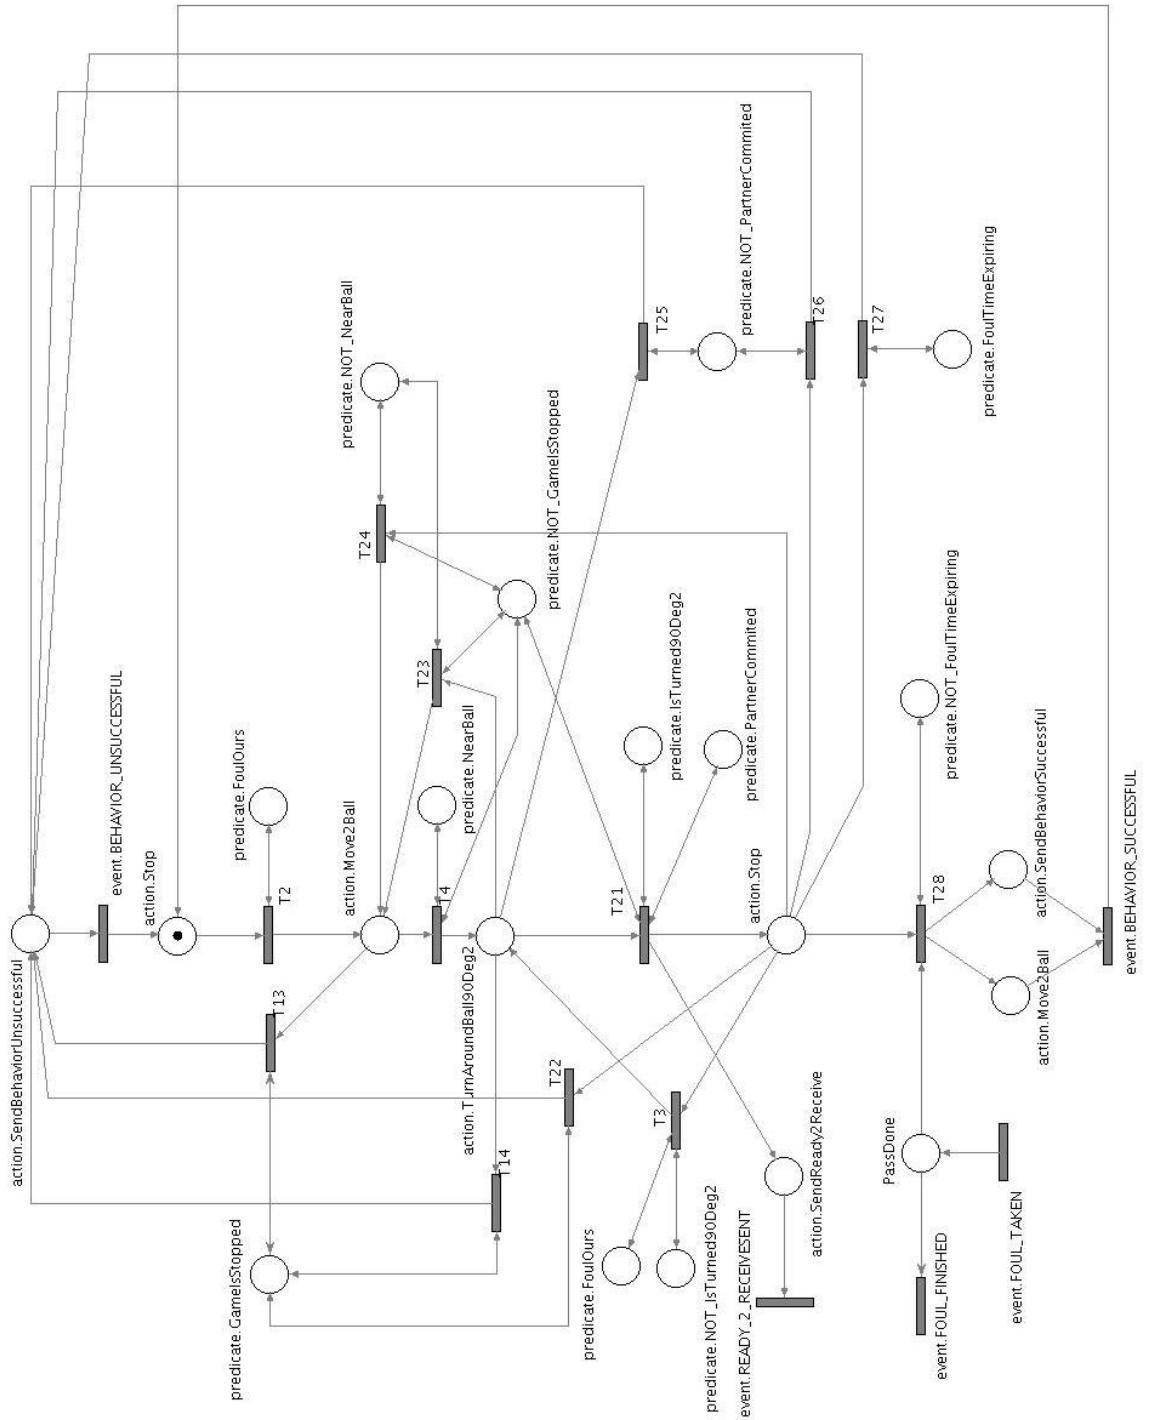 action.SendBehaviorUnsuccessful
event.BEHAVIOR_UNSUCCESSFUL
action.Stop
predicate.FoulOurs
T2
action.Move2Ball
T13
predicate.NearBall
T4
action.TurnAroundBall90Deg2
T14
predicate.GameIsStopped
T22
T3
predicate.FoulOurs
predicate.NOT_IsTurned90Deg2
event.READY_2_RECEIVESENT
action.SendReady2Receive
T21
predicate.IsTurned90Deg2
predicate.PartnerCommited
action.Stop
T23
T24
predicate.NOT_NearBall
predicate.NOT_GameIsStopped
T25
predicate.NOT_PartnerCommited
T26
T27
predicate.FoulTimeExpiring
predicate.NOT_FoulTimeExpiring
T28
action.SendBehaviorSuccessful
action.Move2Ball
event.BEHAVIOR_SUCCESSFUL
PassDone
event.FOUL_FINISHED
event.FOUL_TAKEN